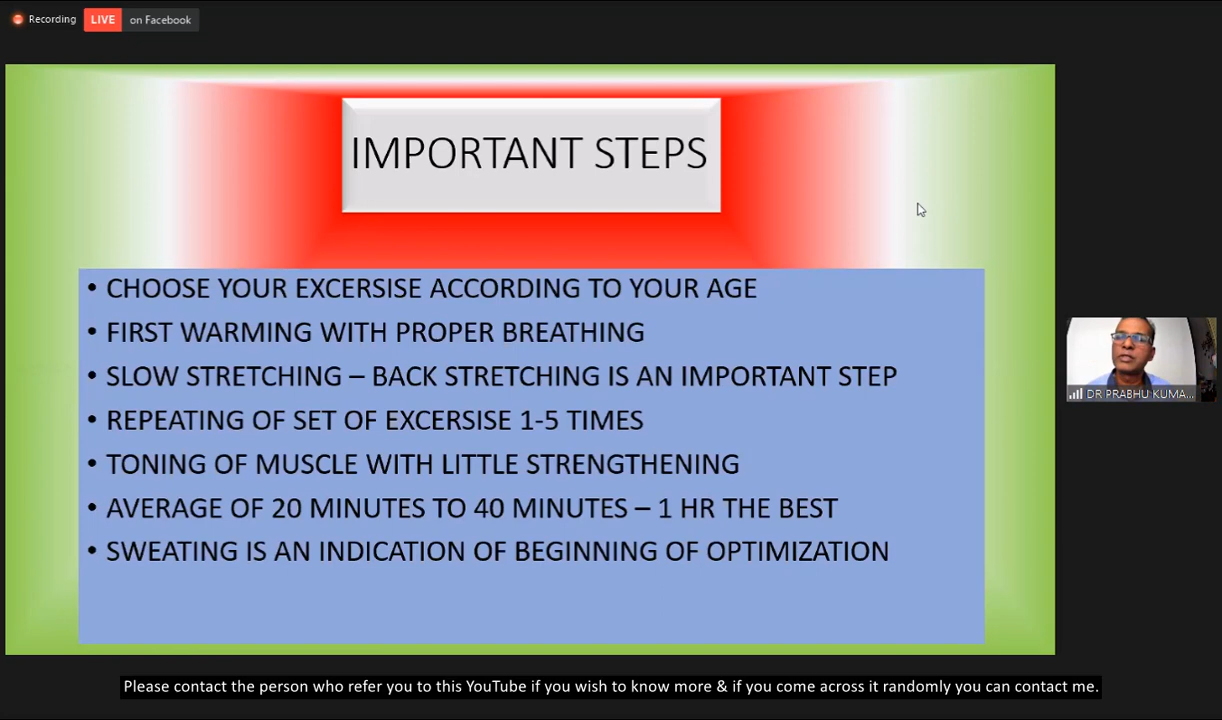 Recording
LIVE on Facebook
IMPORTANT STEPS
• CHOOSE YOUR EXCERSISE ACCORDING TO YOUR AGE
• FIRST WARMING WITH PROPER BREATHING
• SLOW STRETCHING – BACK STRETCHING IS AN IMPORTANT STEP
• REPEATING OF SET OF EXCERSISE 1-5 TIMES
• TONING OF MUSCLE WITH LITTLE STRENGTHENING
• AVERAGE OF 20 MINUTES TO 40 MINUTES – 1 HR THE BEST
• SWEATING IS AN INDICATION OF BEGINNING OF OPTIMIZATION
DR PRABHU KUMA...
Please contact the person who refer you to this YouTube if you wish to know more & if you come across it randomly you can contact me.